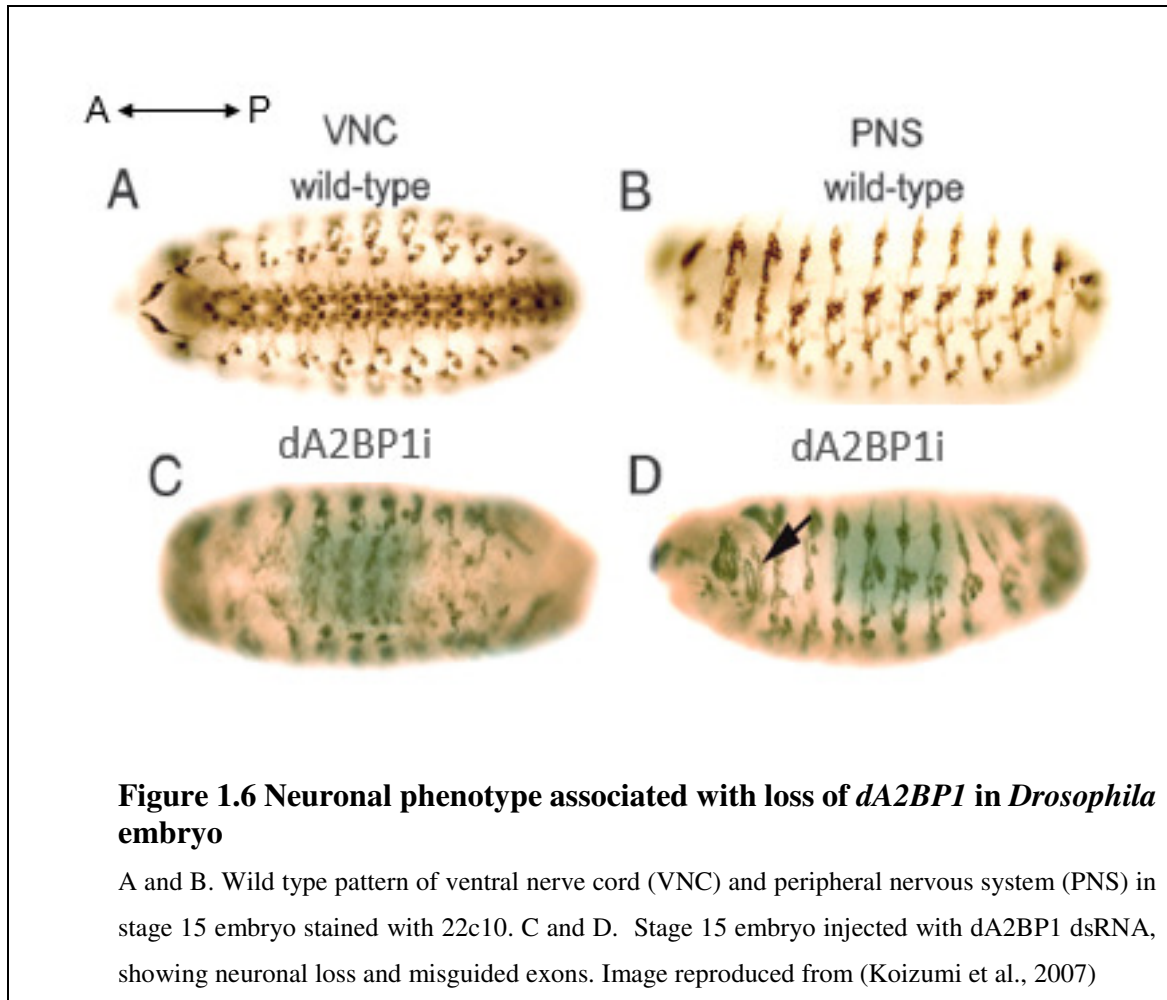 A P
VNC
wild-type
A
PNS
wild-type
B
dA2BP1i
C
dA2BP1i
D
Figure 1.6 Neuronal phenotype associated with loss of dA2BP1 in Drosophila
embryo
A and B. Wild type pattern of ventral nerve cord (VNC) and peripheral nervous system (PNS) in
stage 15 embryo stained with 22c10. C and D. Stage 15 embryo injected with dA2BP1 dsRNA,
showing neuronal loss and misguided exons. Image reproduced from (Koizumi et al., 2007)